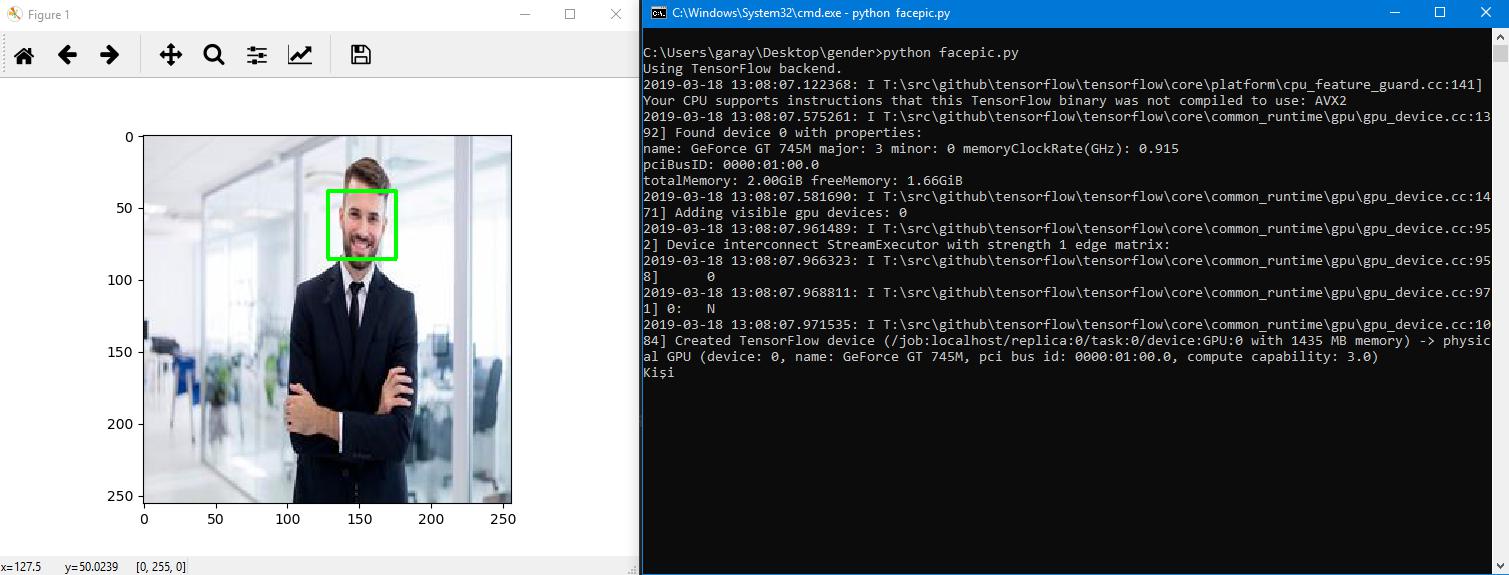 Figure 1
0
50
100
150
200
250
0 50 100 150 200 250
x=127.5 y=50.0239 [0, 255, 0]
C:\Windows\System32\cmd.exe - python facepic.py
C:\Users\garay\Desktop\gender>python facepic.py
Using TensorFlow backend.
2019-03-18 13:08:07.122368: I T:\src\github\tensorflow\tensorflow\core\platform\cpu_feature_guard.cc:141]
Your CPU supports instructions that this TensorFlow binary was not compiled to use: AVX2
2019-03-18 13:08:07.575261: I T:\src\github\tensorflow\tensorflow\core\common_runtime\gpu\gpu_device.cc:13
92] Found device 0 with properties:
name: GeForce GT 745M major: 3 minor: 0 memoryClockRate(GHz): 0.915
pciBusID: 0000:01:00.0
totalMemory: 2.00GiB freeMemory: 1.66GiB
2019-03-18 13:08:07.581690: I T:\src\github\tensorflow\tensorflow\core\common_runtime\gpu\gpu_device.cc:14
71] Adding visible gpu devices: 0
2019-03-18 13:08:07.961489: I T:\src\github\tensorflow\tensorflow\core\common_runtime\gpu\gpu_device.cc:95
2] Device interconnect StreamExecutor with strength 1 edge matrix:
2019-03-18 13:08:07.966323: I T:\src\github\tensorflow\tensorflow\core\common_runtime\gpu\gpu_device.cc:95
8]      0
2019-03-18 13:08:07.968811: I T:\src\github\tensorflow\tensorflow\core\common_runtime\gpu\gpu_device.cc:97
1] 0:   N
2019-03-18 13:08:07.971535: I T:\src\github\tensorflow\tensorflow\core\common_runtime\gpu\gpu_device.cc:10
84] Created TensorFlow device (/job:localhost/replica:0/task:0/device:GPU:0 with 1435 MB memory) -> physic
al GPU (device: 0, name: GeForce GT 745M, pci bus id: 0000:01:00.0, compute capability: 3.0)
Kişi